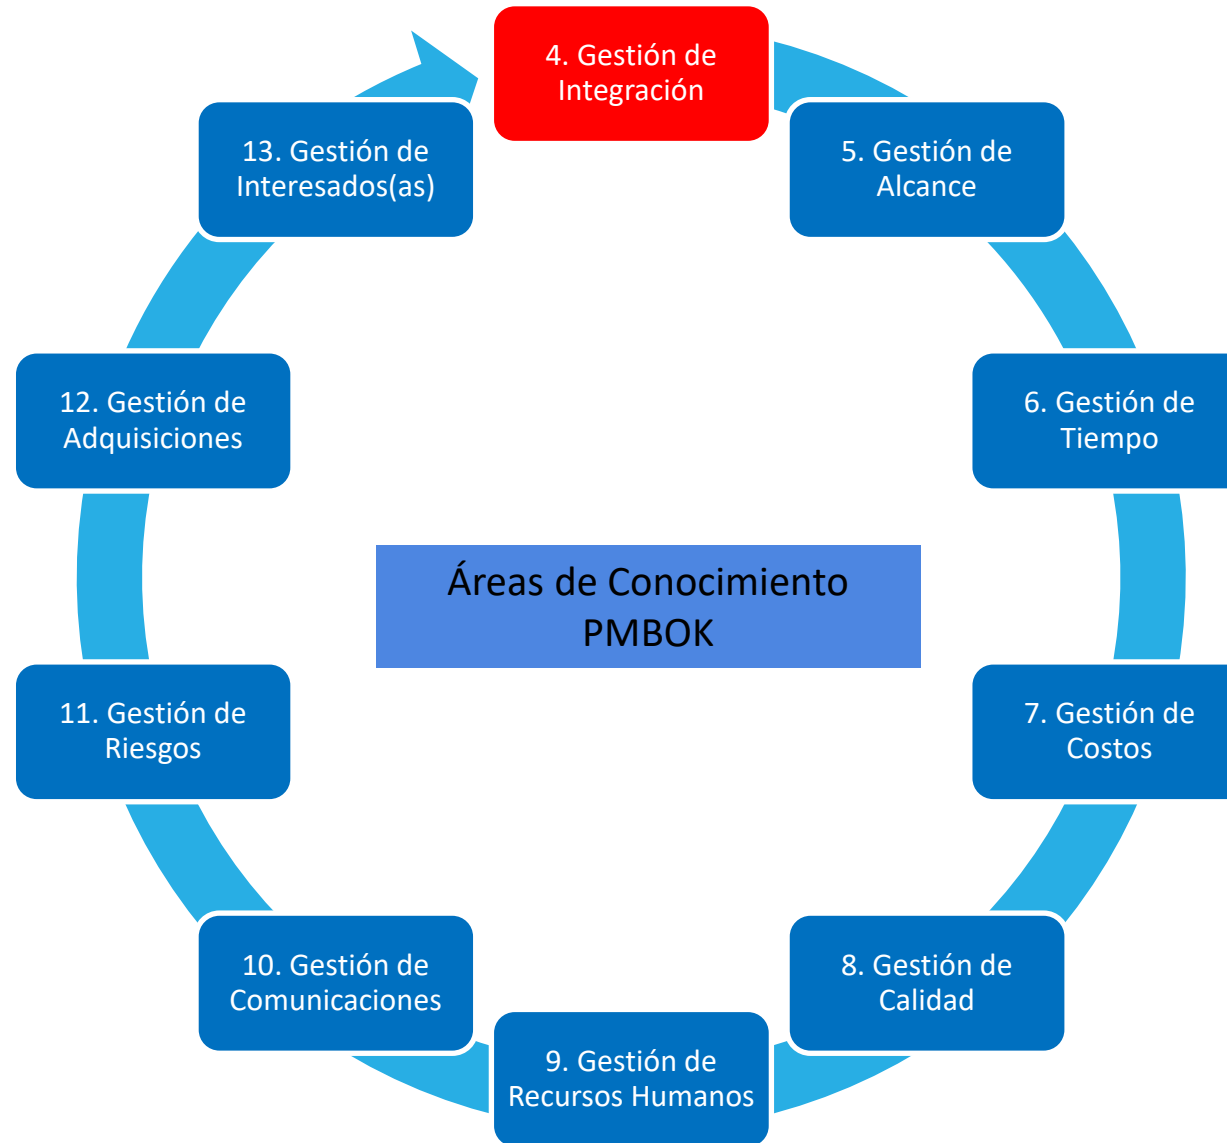 4. Gestión de
Integración
5. Gestión de
Alcance
6. Gestión de
Tiempo
7. Gestión de
Costos
8. Gestión de
Calidad
9. Gestión de
Recursos Humanos
10. Gestión de
Comunicaciones
11. Gestión de
Riesgos
12. Gestión de
Adquisiciones
13. Gestión de
Interesados(as)
Áreas de Conocimiento
PMBOK